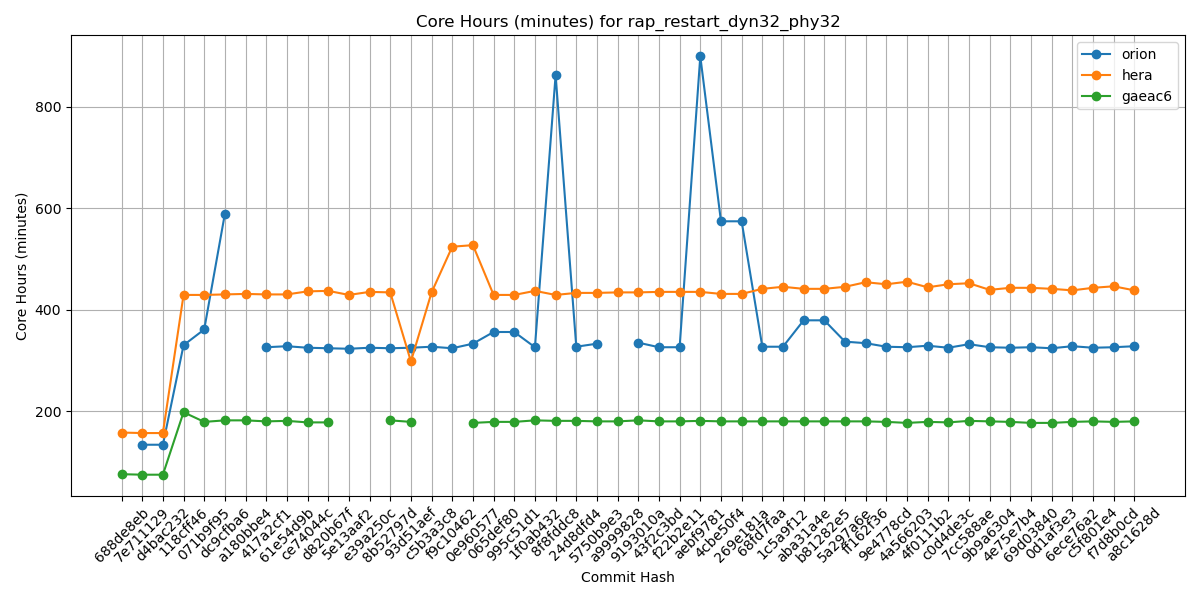 Core Hours (minutes) for rap_restart_dyn32_phy32
orion
hera
gaeac6
Core Hours (minutes)
800
600
400
200
688de8eb
7e711129
d4bac232
118cff46
071b9f95
dc9cfba6
a180bbe4
417a2cf1
61e54d9b
ce74044c
d820b67f
5e13aaf2
e39a250c
8b52797d
93d51aef
c5b3a3c8
f9c10462
0e960577
065def80
995c51d1
1f0ab432
8f8fdfc8
24d8dfd4
5750b9e3
a9999828
9193010a
43f253bd
f22b2e11
aebf9781
4cbe50f4
269e181a
68fd7faa
1c5a9f12
aba31a4e
b81282e5
5a297a6e
ff162f36
9e4778cd
4a566203
4f011b2
c0d4de3c
7cc588ae
9b9a6304
4e75e7b4
69d03840
0d1af3e3
6ece76a2
c5f801e4
f7d8b0cd
a8c1628d
Commit Hash